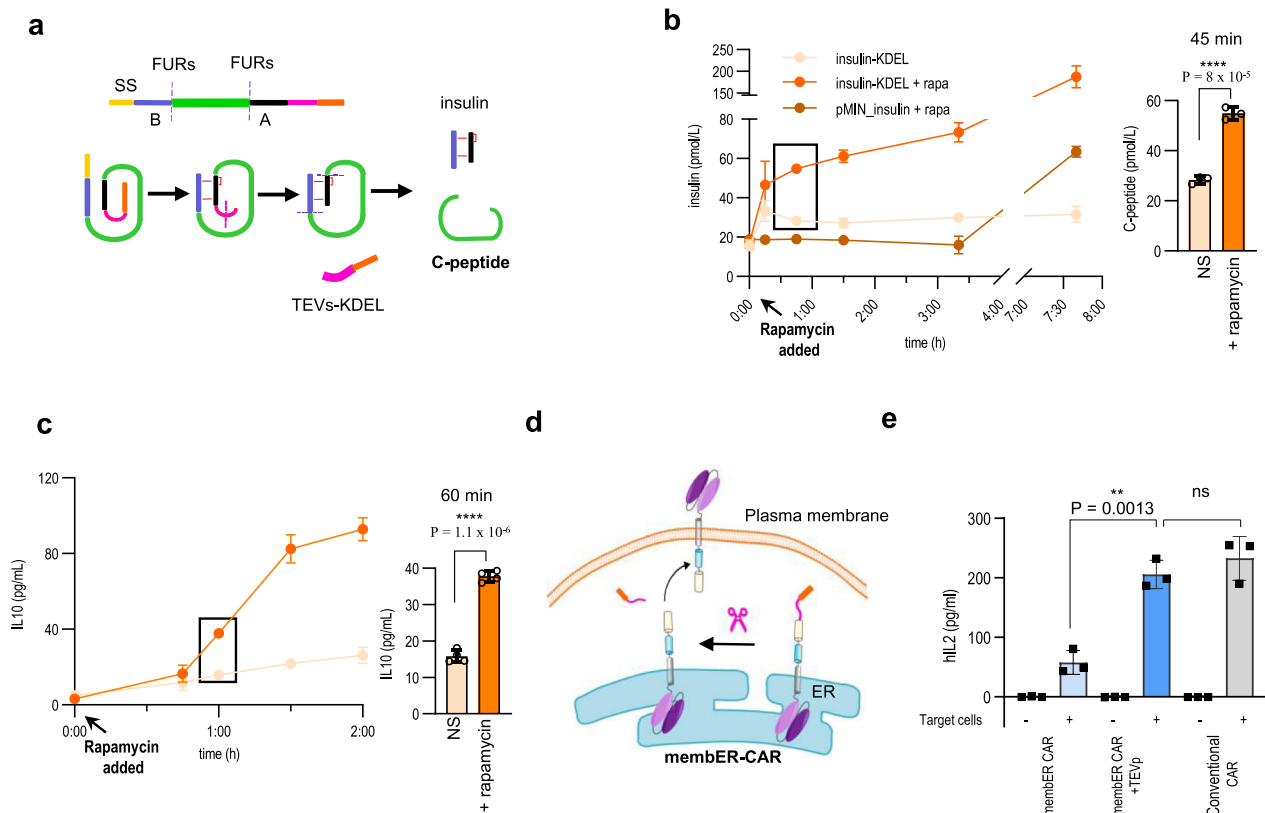 a
FURs FURs
SS
B A
insulin
C-peptide
TEVs-KDEL
b
insulin-KDEL
insulin-KDEL + rapa
pMIN_insulin + rapa
250
200
150
100
80
60
40
20
0
insulin (pmol/L)
0:00 1:00 2:00 3:00 4:00 7:00 7:30 8:00
Rapamycin
added
time (h)
45 min
****
P = 8 x 10-5
60
40
20
0
C-peptide (pmol/L)
NS
+ rapamycin
c
120
80
40
0
IL10 (pg/mL)
0:00 1:00 2:00
Rapamycin
added
time (h)
60 min
****
P = 1.1 x 10-6
40
30
20
10
0
IL10 (pg/mL)
NS
+ rapamycin
d
Plasma membrane
ER
membER-CAR
e
** ns
P = 0.0013
300
200
100
0
hIL2 (pg/ml)
Target cells - + - + - +
membER CAR
membER CAR
+TEVp
Conventional
CAR